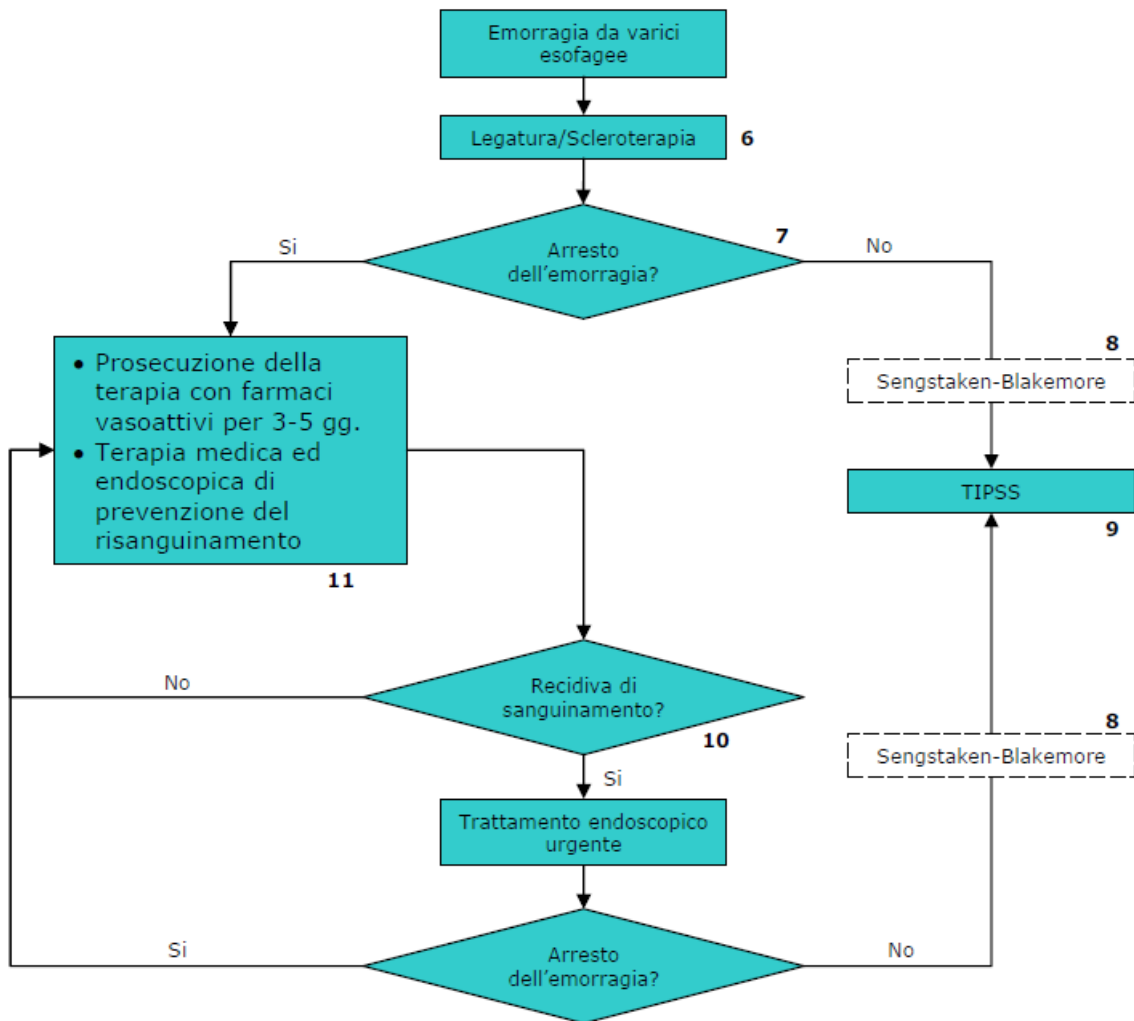 Emorragia da varici
esofagee
Legatura/Scleroterapia
6
Arresto
dell'emorragia?
7
Si
No
• Prosecuzione della
terapia con farmaci
vasoattivi per 3-5 gg.
• Terapia medica ed
endoscopica di
prevenzione del
risanguinamento
11
8
Sengstaken-Blakemore
TIPSS
9
Recidiva di
sanguinamento?
10
No
Si
8
Sengstaken-Blakemore
Trattamento endoscopico
urgente
Arresto
dell'emorragia?
Si
No